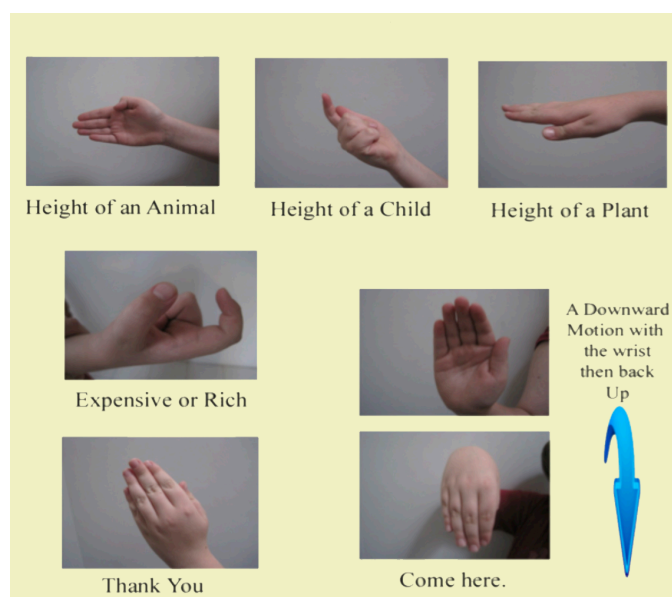 Height of an Animal
Height of a Child
Height of a Plant
Expensive or Rich
A Downward
Motion with
the wrist
then back
Up
Thank You
Come here.